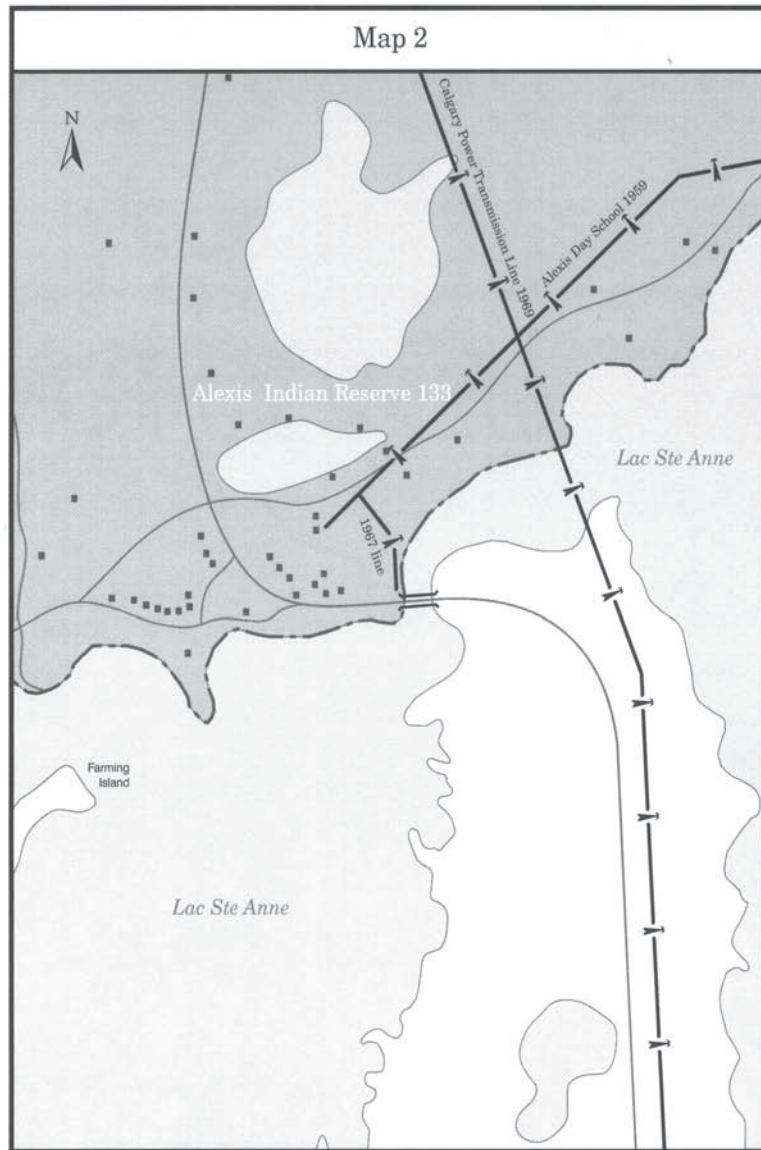 Map 2
N
Calgary Power Transmission Line 1969
Alexis Day School 1959
Alexis Indian Reserve 133
Lac Ste Anne
1967 line
Farming
Island
Lac Ste Anne